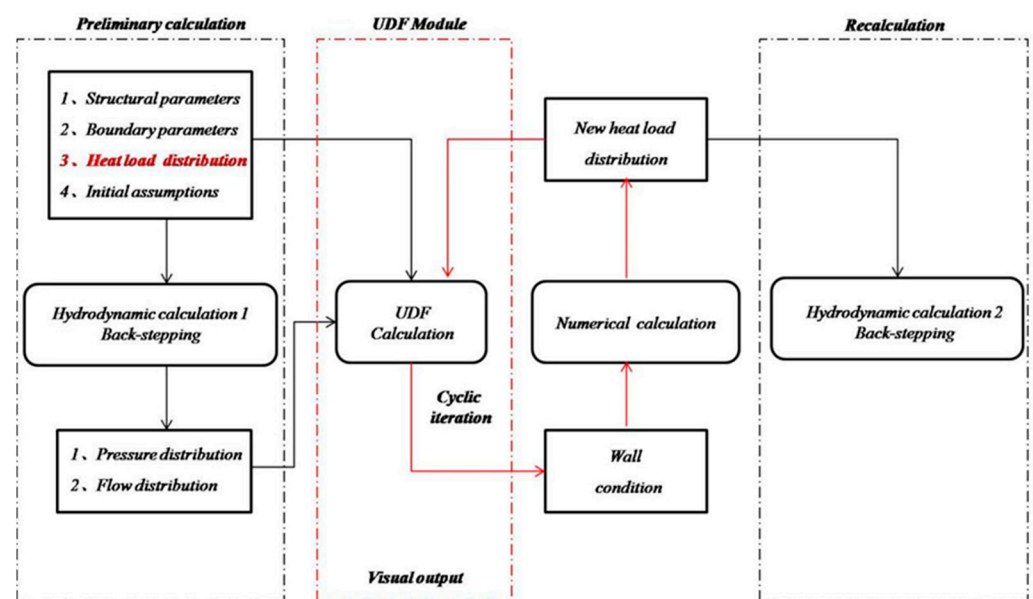 Preliminary calculation
UDF Module
Recalculation
1、Structural parameters
2、Boundary parameters
3、Heat load distribution
4、Initial assumptions
New heat load
distribution
Hydrodynamic calculation 1
Back-stepping
UDF
Calculation
Numerical calculation
Hydrodynamic calculation 2
Back-stepping
Cyclic
iteration
1、Pressure distribution
2、Flow distribution
Wall
condition
Visual output